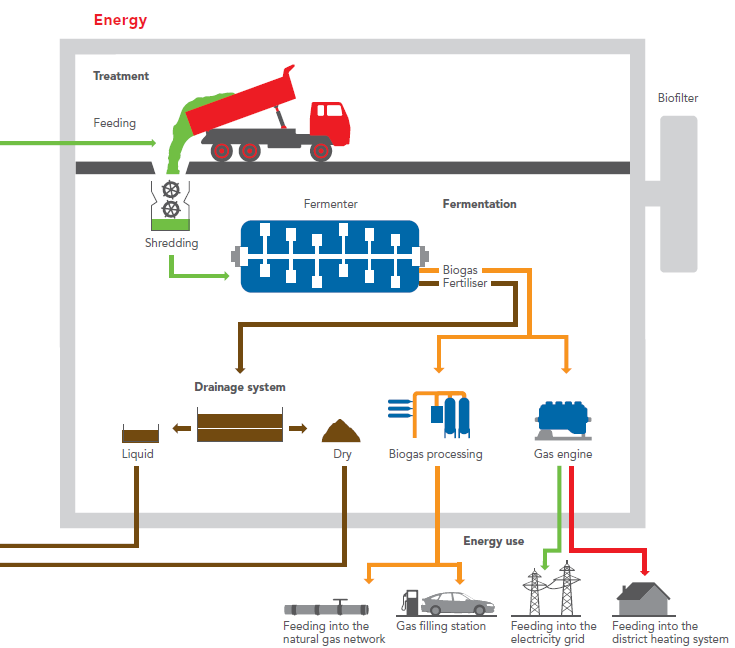 Energy
Treatment
Biofilter
Feeding
Fermenter
Fermentation
Shredding
Biogas
Fertiliser
Drainage system
Liquid
Dry
Biogas processing
Gas engine
Energy use
Feeding into the
natural gas network
Gas filling station
Feeding into the
electricity grid
Feeding into the
district heating system